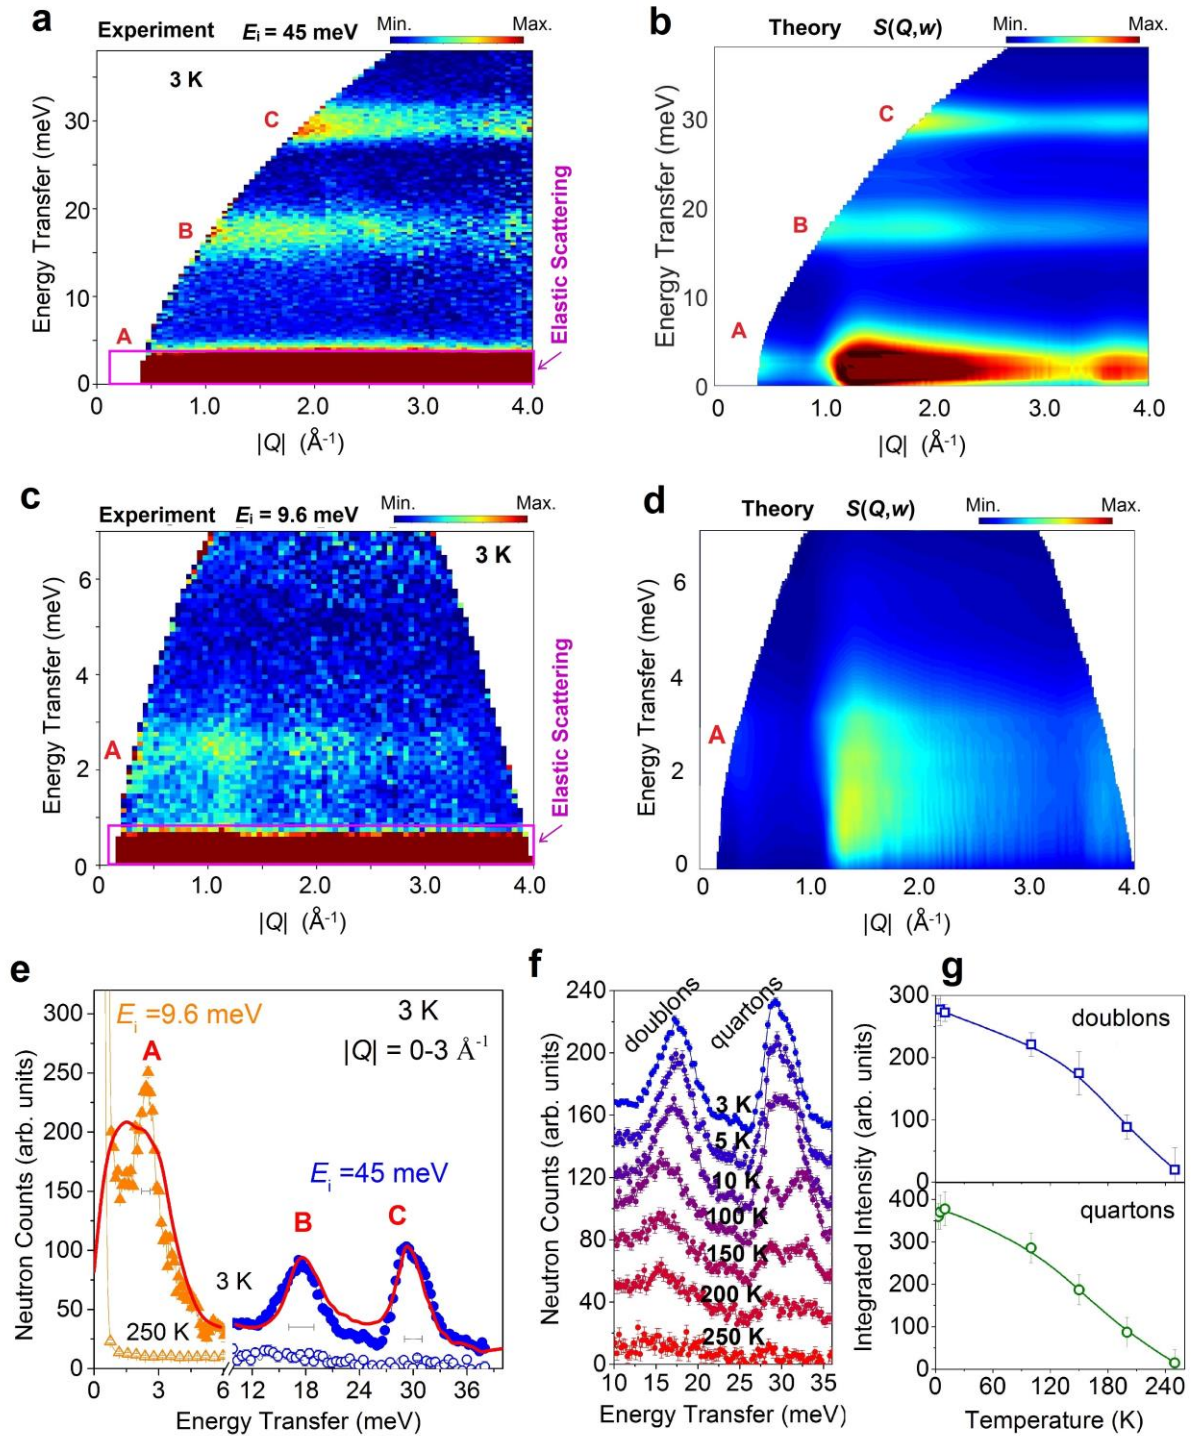 a
Experiment Ei = 45 meV Min. Max.
3 K
C
B
A
Energy Transfer (meV)
30
20
10
0
0 1.0 2.0 3.0 4.0
|Q| (Å-1)
Elastic Scattering
b
Theory S(Q,w) Min. Max.
C
B
A
Energy Transfer (meV)
30
20
10
0
0 1.0 2.0 3.0 4.0
|Q| (Å-1)
c
Experiment Ei = 9.6 meV Min. Max.
3 K
A
Energy Transfer (meV)
6
4
2
0
0 1.0 2.0 3.0 4.0
|Q| (Å-1)
Elastic Scattering
d
Theory S(Q,w) Min. Max.
A
Energy Transfer (meV)
6
4
2
0
0 1.0 2.0 3.0 4.0
|Q| (Å-1)
e
Ei =9.6 meV 3 K
A |Q| = 0-3 Å-1
Ei =45 meV
B C
3 K
250 K
Neutron Counts (arb. units)
300
250
200
150
100
50
0
0 3 6 12 18 24 30 36
Energy Transfer (meV)
f
doublons quartons
3 K
5 K
10 K
100 K
150 K
200 K
250 K
Neutron Counts (arb. units)
240
200
160
120
80
40
0
10 15 20 25 30 35
Energy Transfer (meV)
g
doublons
300
200
100
0
quartons
400
300
200
100
0
Integrated Intensity (arb. units)
0 60 120 180 240
Temperature (K)